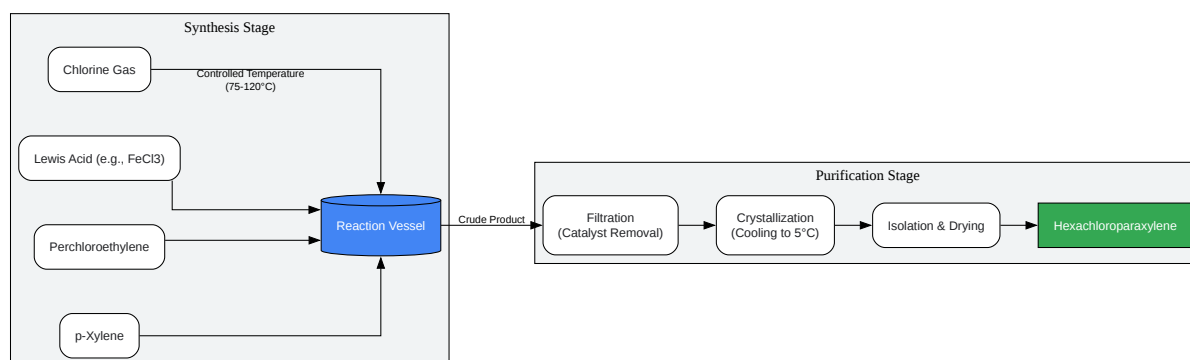 Synthesis Stage
Chlorine Gas
Controlled Temperature
(75-120°C)
Lewis Acid (e.g., FeCl3)
Perchloroethylene
p-Xylene
Reaction Vessel
Crude Product
Purification Stage
Filtration
(Catalyst Removal)
Crystallization
(Cooling to 5°C)
Isolation & Drying
Hexachloroparaxylene